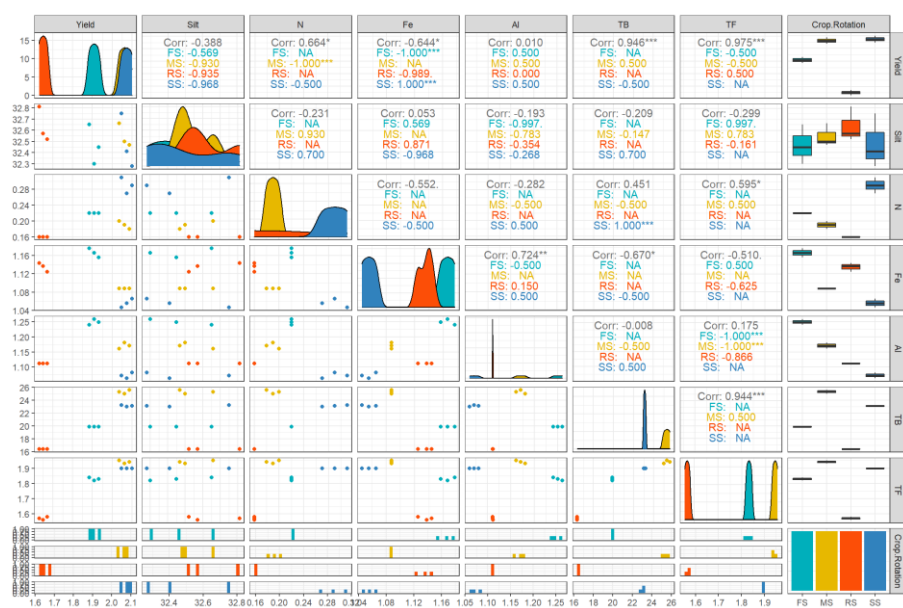 Yield Silt N Fe Al TB TF Crop.Rotation
Corr: -0.388 Corr: 0.664* Corr: -0.644* Corr: 0.010 Corr: 0.946*** Corr: 0.975***
FS: -0.569 FS: NA FS: -1.000*** FS: 0.500 FS: NA FS: -0.500
MS: -0.930 MS: -1.000*** MS: NA MS: 0.500 MS: 0.500 MS: -0.500
RS: -0.935 RS: NA RS: -0.989. RS: 0.000 RS: NA RS: 0.500
SS: -0.968 SS: -0.500 SS: 1.000*** SS: 0.500 SS: -0.500 SS: NA
15
10
5
0
Yield
Corr: -0.231 Corr: 0.053 Corr: -0.193 Corr: -0.209 Corr: -0.299
FS: NA FS: 0.569 FS: -0.997. FS: NA FS: 0.997.
MS: 0.930 MS: NA MS: -0.783 MS: -0.147 MS: 0.783
RS: NA RS: 0.871 RS: -0.354 RS: NA RS: -0.161
SS: 0.700 SS: -0.968 SS: -0.268 SS: 0.700 SS: NA
32.8
32.7
32.6
32.5
32.4
32.3
Silt
Corr: -0.552. Corr: -0.282 Corr: 0.451 Corr: 0.595*
FS: NA FS: NA FS: NA FS: NA
MS: NA MS: -0.500 MS: -0.500 MS: 0.500
RS: NA RS: NA RS: NA RS: NA
SS: -0.500 SS: 0.500 SS: 1.000*** SS: NA
0.28
0.24
0.20
0.16
N
Corr: 0.724** Corr: -0.670* Corr: -0.510.
FS: -0.500 FS: NA FS: 0.500
MS: NA MS: NA MS: NA
RS: 0.150 RS: NA RS: -0.625
SS: 0.500 SS: -0.500 SS: NA
1.16
1.12
1.08
1.04
Fe
Corr: -0.008 Corr: 0.175
FS: NA FS: -1.000***
MS: -0.500 MS: -1.000***
RS: NA RS: -0.866
SS: 0.500 SS: NA
1.25
1.20
1.15
1.10
Al
Corr: 0.944***
FS: NA
MS: 0.500
RS: NA
SS: NA
26
24
22
20
18
16
TB
1.9
1.8
1.7
1.6
TF
Crop.Rotation
1.6 1.7 1.8 1.9 2.0 2.1 32.4 32.6 32.8 0.16 0.20 0.24 0.28 1.08 1.12 1.16 1.10 1.15 1.20 1.25 16 18 20 22 24 26 1.6 1.7 1.8 1.9 FS MS RS SS